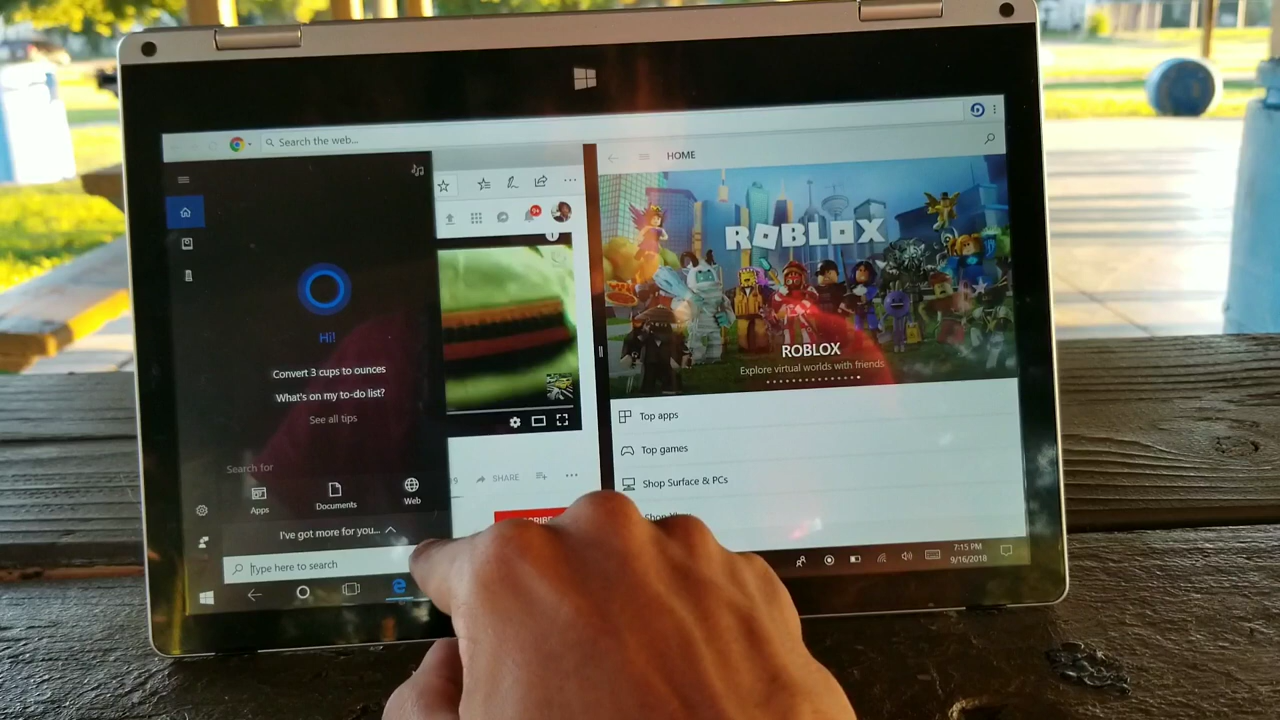 Search the web...
HOME
9+
ROBLOX
Hi!
Convert 3 cups to ounces
What's on my to-do list?
See all tips
ROBLOX
Explore virtual worlds with friends
Top apps
Top games
Shop Surface & PCs
Search for
Apps
Documents
Web
SHARE
I've got more for you...
Type here to search
7:15 PM
9/16/2018